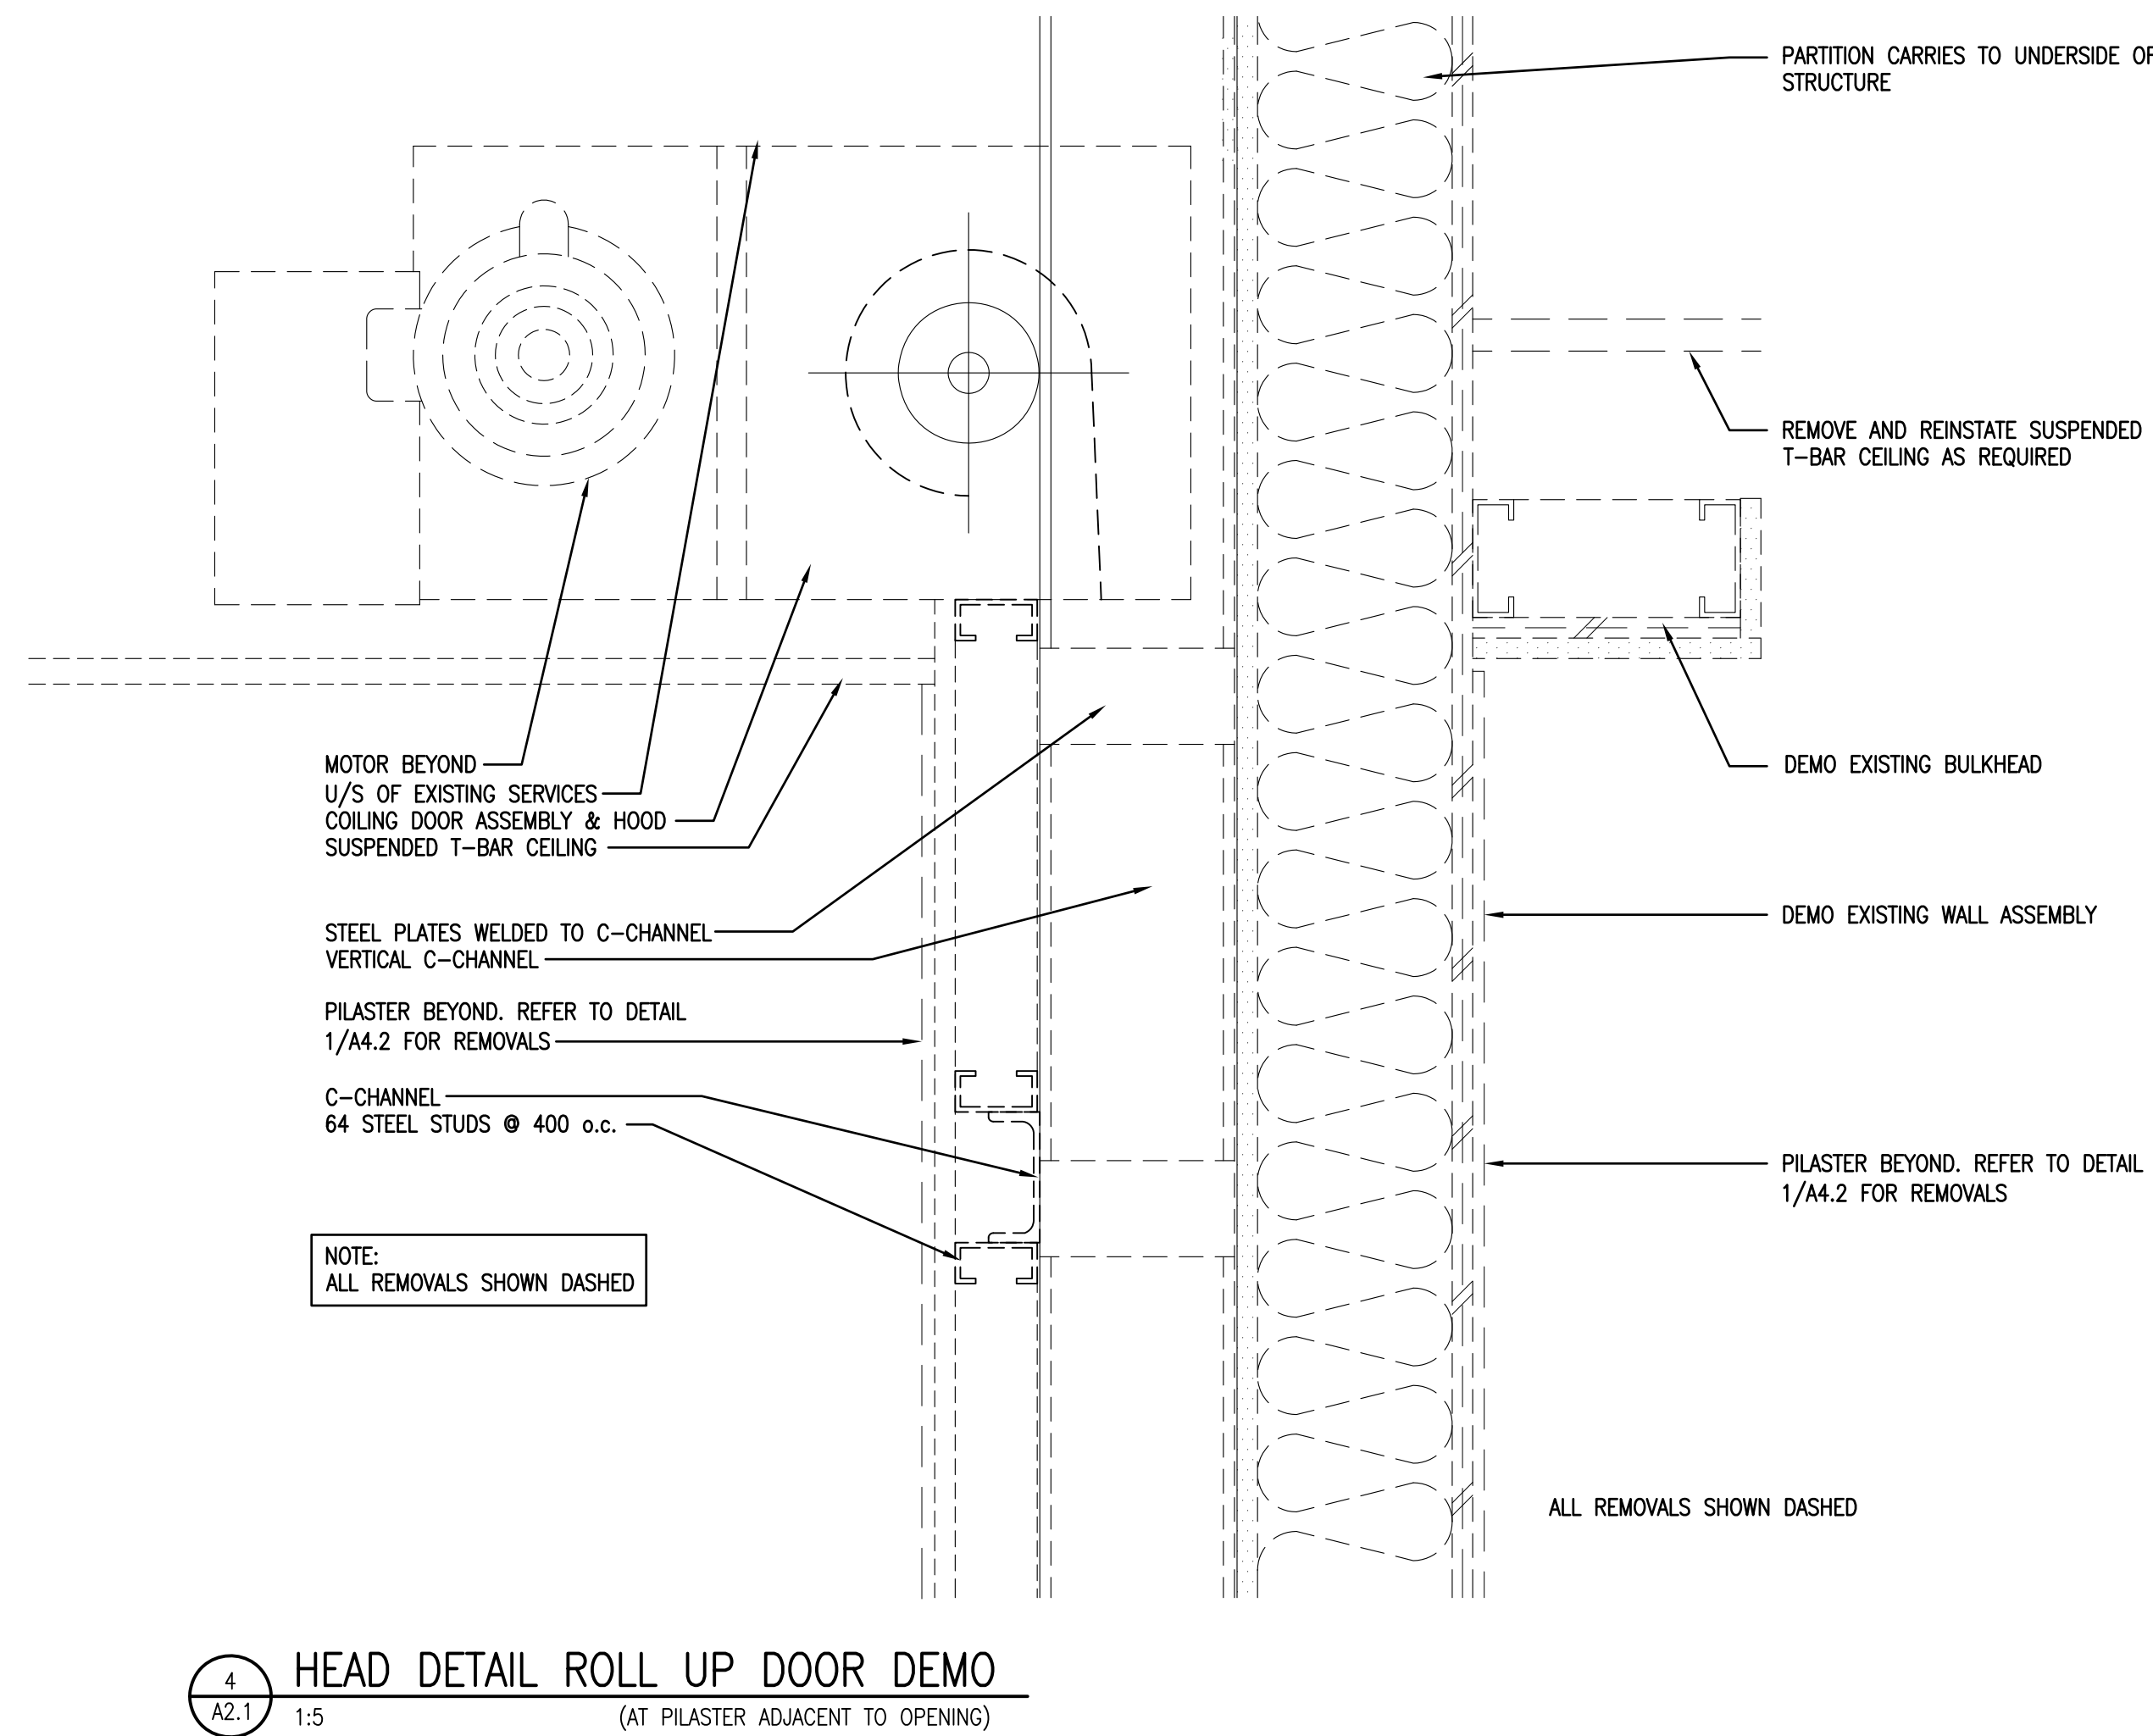 PARTITION CARRIES TO UNDERSIDE OF
STRUCTURE
REMOVE AND REINSTATE SUSPENDED
T-BAR CEILING AS REQUIRED
MOTOR BEYOND
U/S OF EXISTING SERVICES
COILING DOOR ASSEMBLY & HOOD
SUSPENDED T-BAR CEILING
DEMO EXISTING BULKHEAD
STEEL PLATES WELDED TO C-CHANNEL
VERTICAL C-CHANNEL
DEMO EXISTING WALL ASSEMBLY
PILASTER BEYOND. REFER TO DETAIL
1/A4.2 FOR REMOVALS
C-CHANNEL
64 STEEL STUDS @ 400 o.c.
PILASTER BEYOND. REFER TO DETAIL
1/A4.2 FOR REMOVALS
NOTE:
ALL REMOVALS SHOWN DASHED
ALL REMOVALS SHOWN DASHED
4
A2.1
HEAD DETAIL ROLL UP DOOR DEMO
1:5
(AT PILASTER ADJACENT TO OPENING)